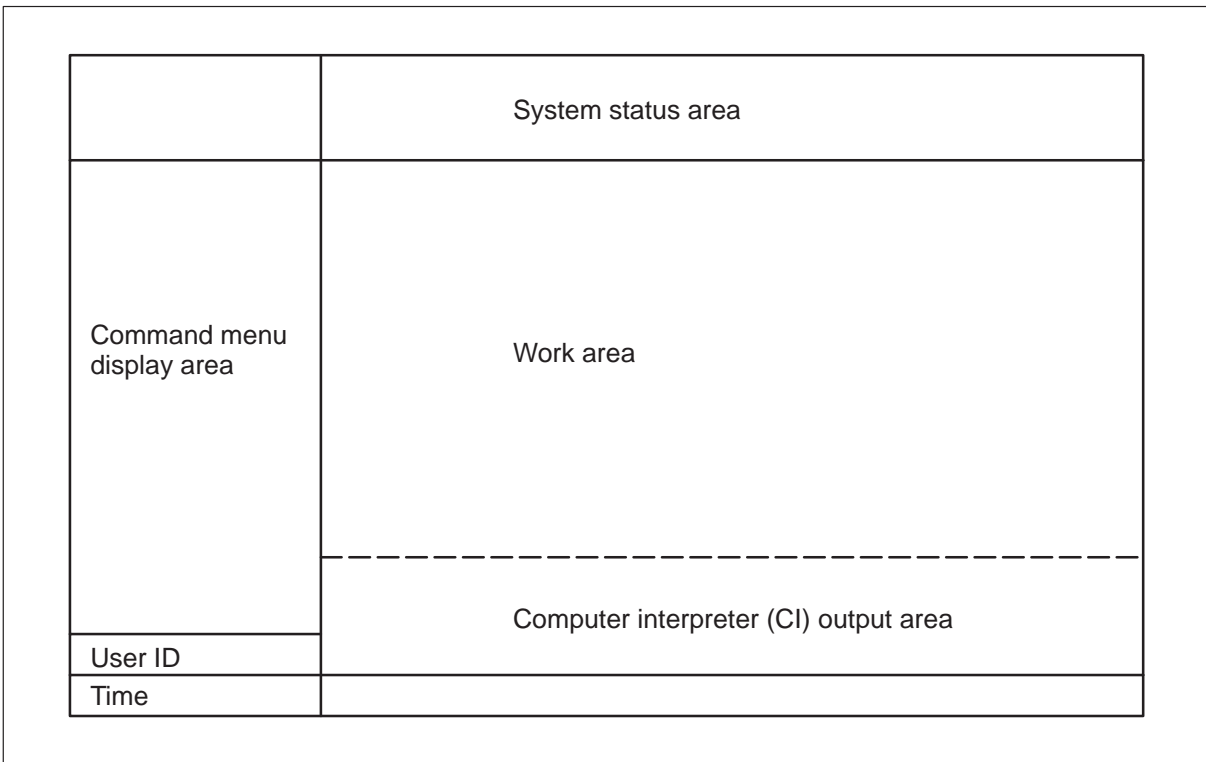 System status area
Command menu
display area
Work area
Computer interpreter (CI) output area
User ID
Time